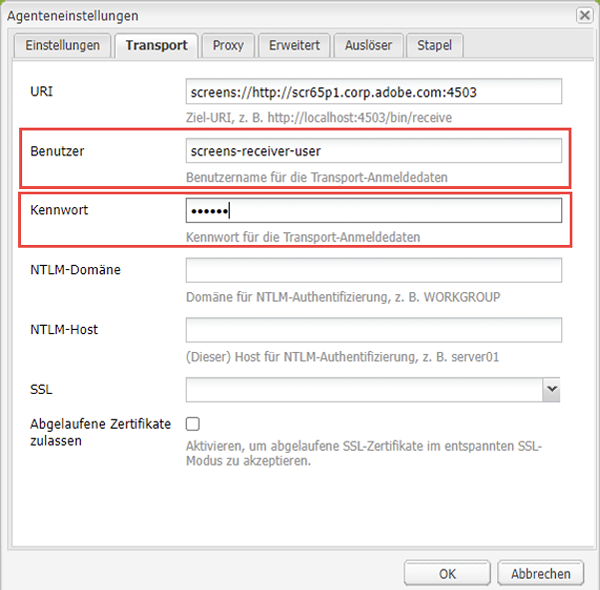 Agenteneinstellungen
Einstellungen Transport Proxy Erweitert Auslöser Stapel
URI screens://http://scr65p1.corp.adobe.com:4503
Ziel-URI, z. B. http://localhost:4503/bin/receive
Benutzer screens-receiver-user
Benutzername für die Transport-Anmeldedaten
Kennwort ••••••
Kennwort für die Transport-Anmeldedaten
NTLM-Domäne
Domäne für NTLM-Authentifizierung, z. B. WORKGROUP
NTLM-Host
(Dieser) Host für NTLM-Authentifizierung, z. B. server01
SSL
Abgelaufene Zertifikate
zulassen
Aktivieren, um abgelaufene SSL-Zertifikate im entspannten SSL-
Modus zu akzeptieren.
OK Abbrechen